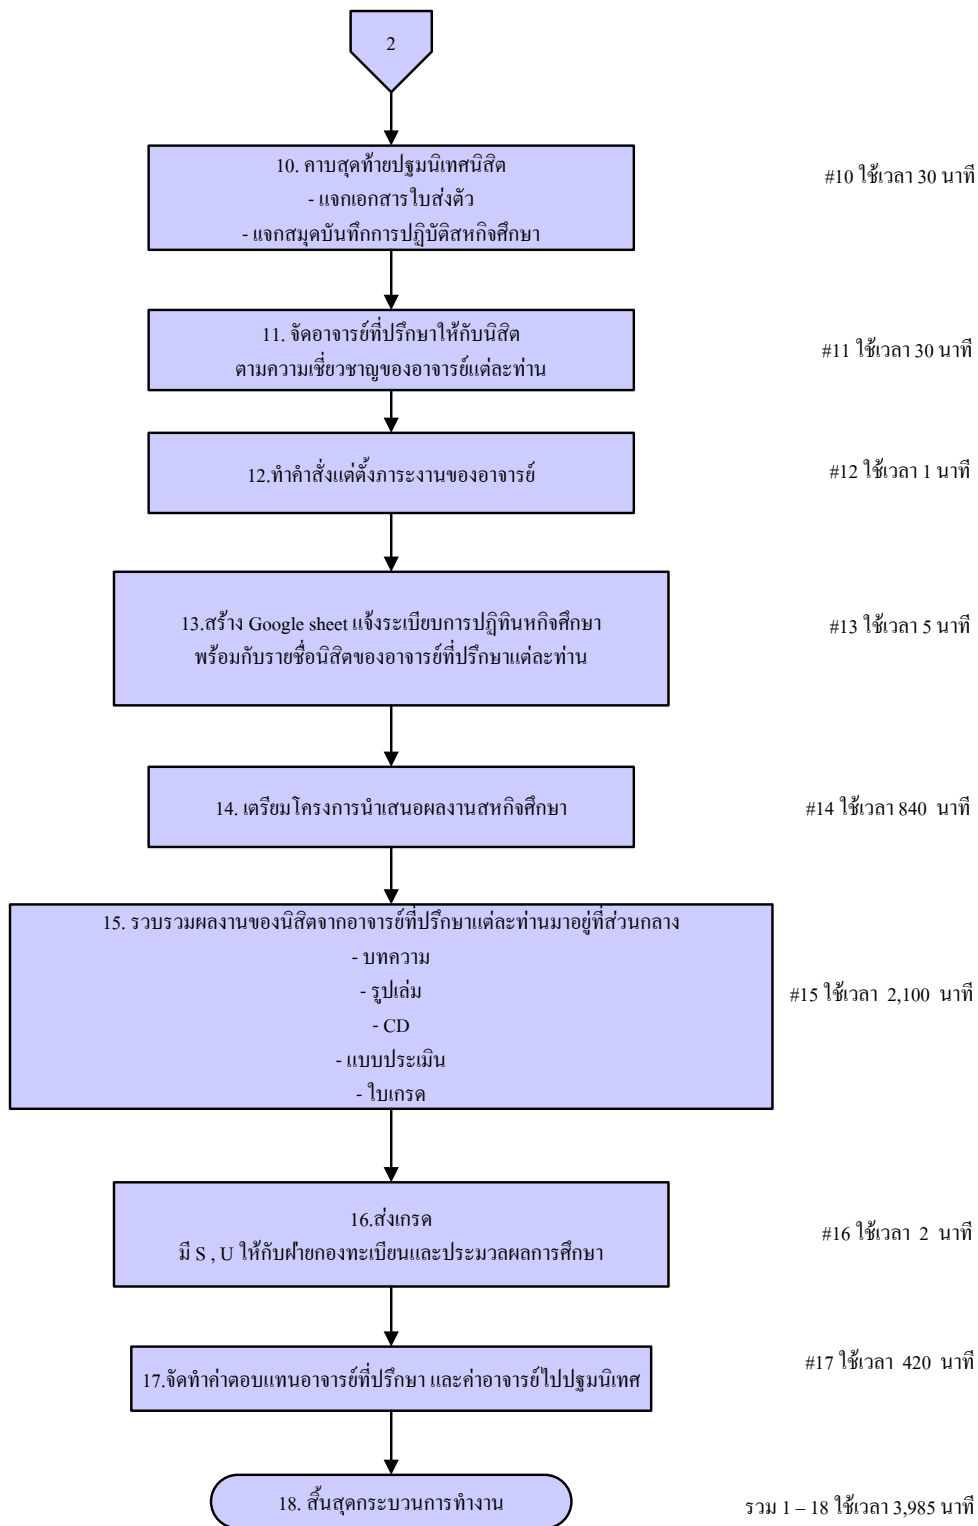 2
10. คาบสุดท้ายปฐมนิเทศนิสิต
- แจกเอกสารใบส่งตัว
- แจกสมุดบันทึกการปฏิบัติสหกิจศึกษา
#10 ใช้เวลา 30 นาที
11. จัดอาจารย์ที่ปรึกษาให้กับนิสิต
ตามความเชี่ยวชาญของอาจารย์แต่ละท่าน
#11 ใช้เวลา 30 นาที
12.ทำคำสั่งแต่ตั้งภาระงานของอาจารย์
#12 ใช้เวลา 1 นาที
13.สร้าง Google sheet แจ้งระเบียบการปฏิทินหกิจศึกษา
พร้อมกับรายชื่อนิสิตของอาจารย์ที่ปรึกษาแต่ละท่าน
#13 ใช้เวลา 5 นาที
14. เตรียมโครงการนำเสนอผลงานสหกิจศึกษา
#14 ใช้เวลา 840 นาที
15. รวบรวมผลงานของนิสิตจากอาจารย์ที่ปรึกษาแต่ละท่านมาอยู่ที่ส่วนกลาง
- บทความ
- รูปเล่ม
- CD
- แบบประเมิน
- ใบเกรด
#15 ใช้เวลา 2,100 นาที
16.ส่งเกรด
มี S , U ให้กับฝ่ายกองทะเบียนและประมวลผลการศึกษา
#16 ใช้เวลา 2 นาที
17.จัดทำค่าตอบแทนอาจารย์ที่ปรึกษา และค่าอาจารย์ไปปฐมนิเทศ
#17 ใช้เวลา 420 นาที
18. สิ้นสุดกระบวนการทำงาน
รวม 1 – 18 ใช้เวลา 3,985 นาที